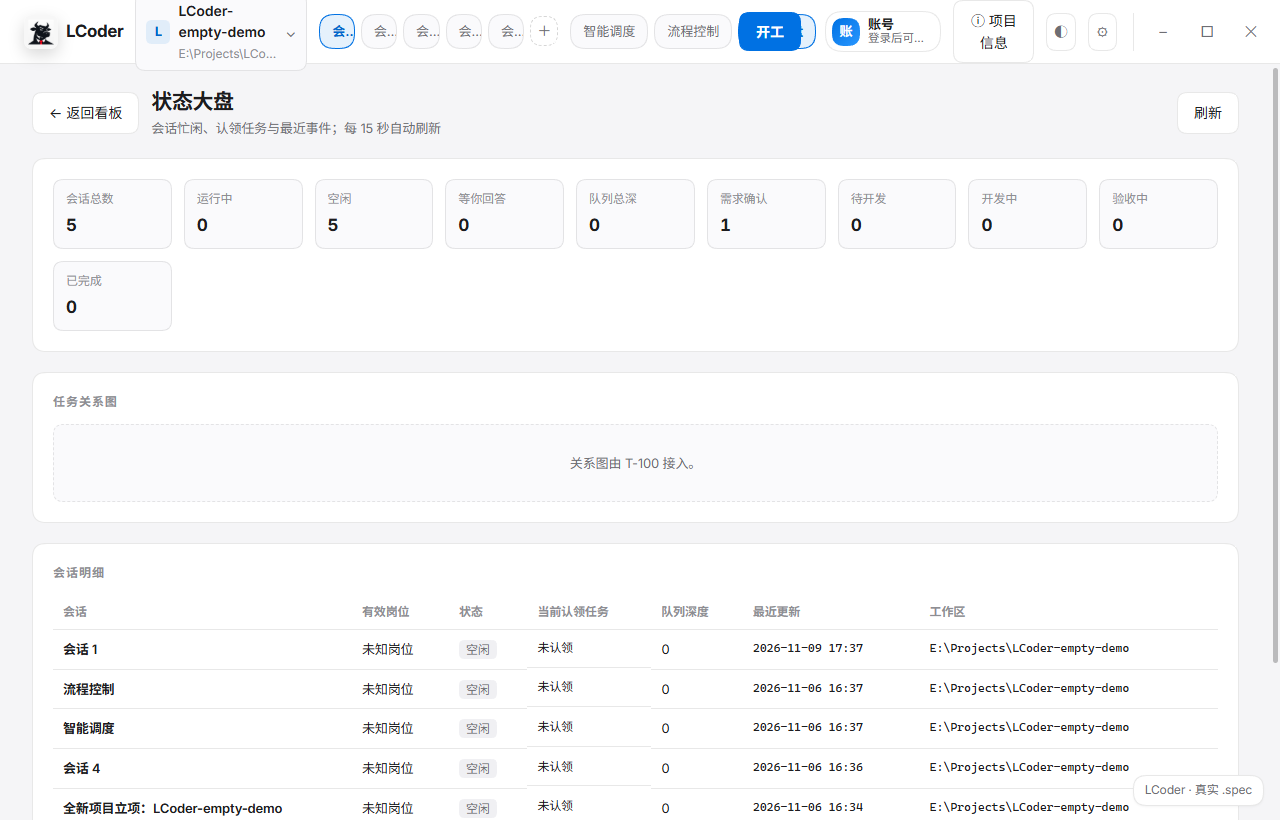 LCoder
L
LCoder-
empty-demo
E:\Projects\LCo...
会..
会...
会...
会...
会...
+
智能调度
流程控制
开工
账
账号
登录后可...
项目
信息
← 返回看板
状态大盘
会话忙闲、认领任务与最近事件；每 15 秒自动刷新
刷新
会话总数
5
运行中
0
空闲
5
等你回答
0
队列总深
0
需求确认
1
待开发
0
开发中
0
验收中
0
已完成
0
任务关系图
关系图由 T-100 接入。
会话明细
会话 有效岗位 状态 当前认领任务 队列深度 最近更新 工作区
会话 1 未知岗位 空闲 未认领 0 2026-11-09 17:37 E:\Projects\LCoder-empty-demo
流程控制 未知岗位 空闲 未认领 0 2026-11-06 16:37 E:\Projects\LCoder-empty-demo
智能调度 未知岗位 空闲 未认领 0 2026-11-06 16:37 E:\Projects\LCoder-empty-demo
会话 4 未知岗位 空闲 未认领 0 2026-11-06 16:36 E:\Projects\LCoder-empty-demo
全新项目立项：LCoder-empty-demo 未知岗位 空闲 未认领 0 2026-11-06 16:34 E:\Projects\LCoder-empty-demo
LCoder · 真实 .spec